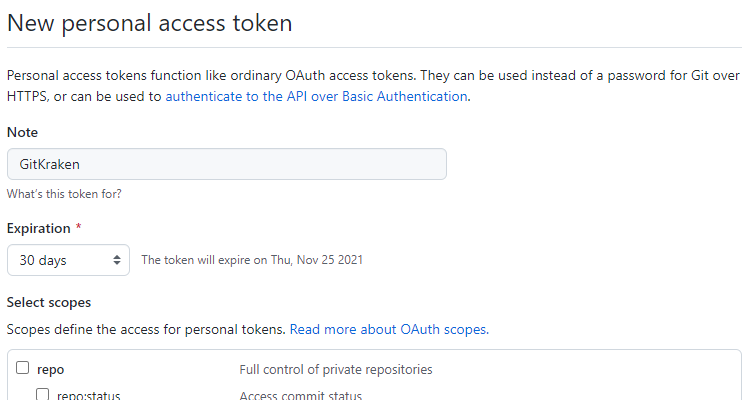 New personal access token
Personal access tokens function like ordinary OAuth access tokens. They can be used instead of a password for Git over
HTTPS, or can be used to authenticate to the API over Basic Authentication.
Note
GitKraken
What's this token for?
Expiration *
30 days The token will expire on Thu, Nov 25 2021
Select scopes
Scopes define the access for personal tokens. Read more about OAuth scopes.
repo Full control of private repositories
repo:status Access commit status